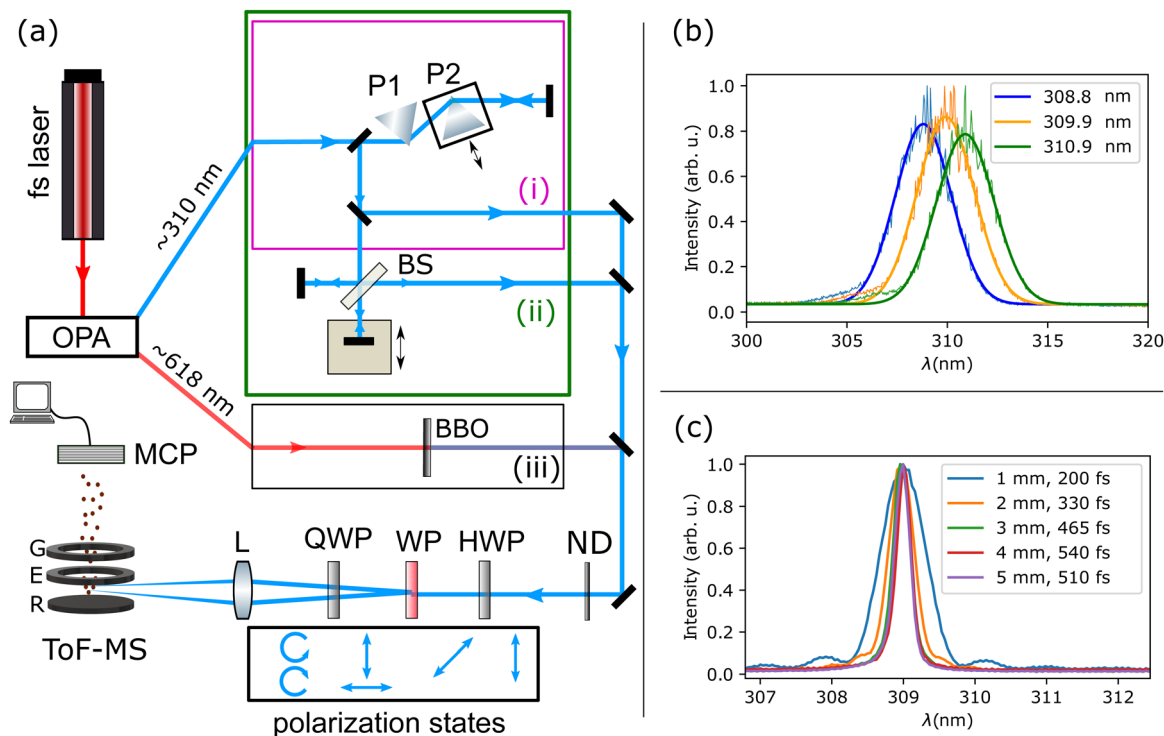 (a)
fs laser
OPA
~310 nm
~618 nm
P1
P2
(i)
BS
(ii)
BBO
(iii)
MCP
G
E
R
ToF-MS
L
QWP
WP
HWP
ND
polarization states
(b)
Intensity (arb. u.)
1.0
0.8
0.6
0.4
0.2
0.0
300
305
310
315
320
λ(nm)
308.8 nm
309.9 nm
310.9 nm
(c)
Intensity (arb. u.)
1.0
0.8
0.6
0.4
0.2
0.0
307
308
309
310
311
312
λ(nm)
1 mm, 200 fs
2 mm, 330 fs
3 mm, 465 fs
4 mm, 540 fs
5 mm, 510 fs